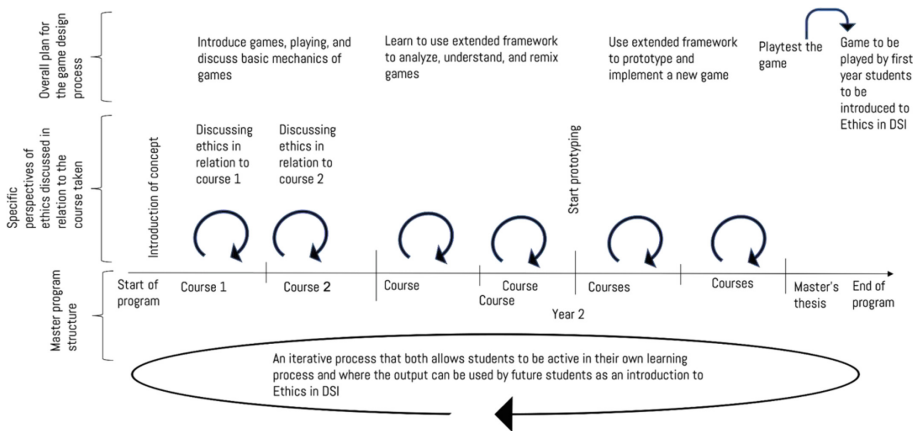 Overall plan for
the game design
process
Introduce games, playing, and
discuss basic mechanics of
games
Learn to use extended framework
to analyze, understand, and remix
games
Use extended framework
to prototype and
implement a new game
Playtest the
game
Game to be
played by first
year students
to be
introduced to
Ethics in DSI
Specific
perspectives of
ethics discussed in
relation to the
course taken
Introduction of concept
Discussing
ethics in
relation to
course 1
Discussing
ethics in
relation to
course 2
Start prototyping
Master program
structure
Start of
program
Course 1
Course 2
Course
Course
Course
Year 2
Courses
Courses
Master's
thesis
End of
program
An iterative process that both allows students to be active in their own learning
process and where the output can be used by future students as an introduction to
Ethics in DSI